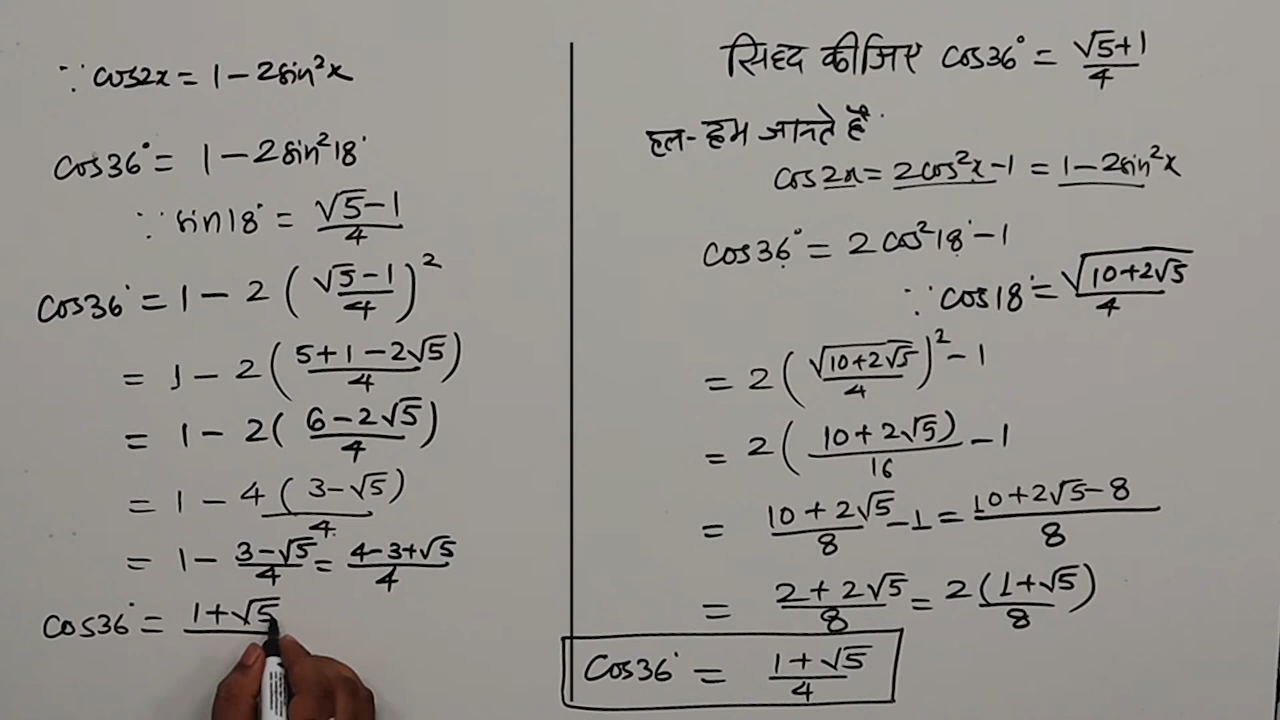 सिद्ध कीजिए cos36° = (√5+1)/4
हल- हम जानते है
cos2x = 2cos²x-1 = 1-2sin²x
cos36° = 2cos²18°-1
∵ cos18° = √(10+2√5)/4
= 2(√(10+2√5)/4)²-1
= 2((10+2√5)/16)-1
= (10+2√5)/8 -1 = (10+2√5-8)/8
= (2+2√5)/8 = 2(1+√5)/8
cos36° = (1+√5)/4
∵ cos2x = 1-2sin²x
cos36° = 1-2sin²18°
∵ sin18° = (√5-1)/4
cos36° = 1-2((√5-1)/4)²
= 1-2((5+1-2√5)/4)
= 1-2((6-2√5)/4)
= 1-4(3-√5)/4
= 1-(3-√5)/4 = (4-3+√5)/4
cos36° = 1+√5